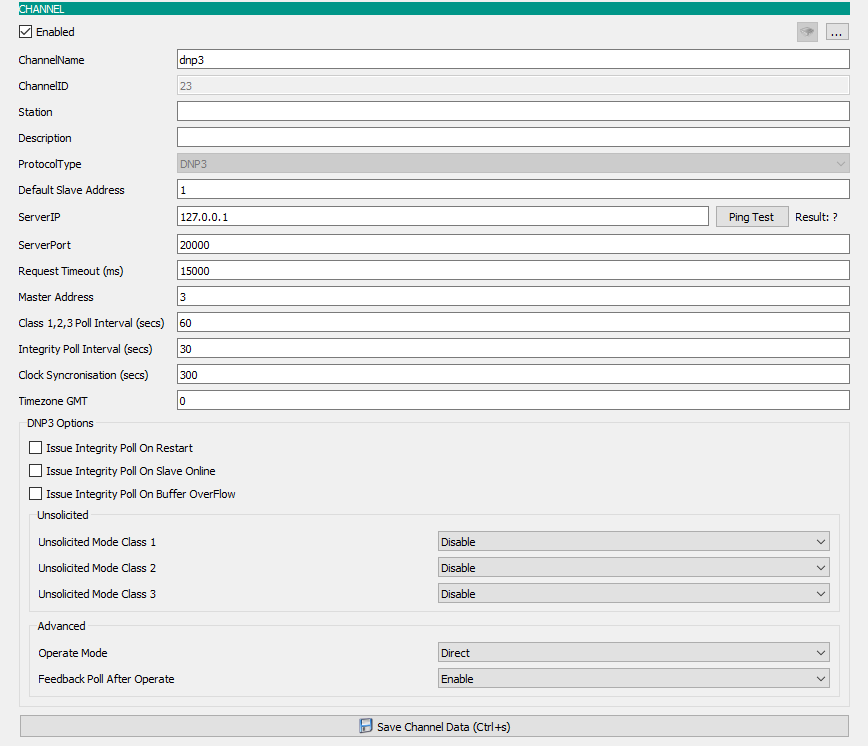 CHANNEL
Enabled ...
ChannelName dnp3
ChannelID 23
Station
Description
ProtocolType DNP3
Default Slave Address 1
ServerIP 127.0.0.1 Ping Test Result: ?
ServerPort 20000
Request Timeout (ms) 15000
Master Address 3
Class 1,2,3 Poll Interval (secs) 60
Integrity Poll Interval (secs) 30
Clock Syncronisation (secs) 300
Timezone GMT 0
DNP3 Options
Issue Integrity Poll On Restart
Issue Integrity Poll On Slave Online
Issue Integrity Poll On Buffer OverFlow
Unsolicited
Unsolicited Mode Class 1 Disable
Unsolicited Mode Class 2 Disable
Unsolicited Mode Class 3 Disable
Advanced
Operate Mode Direct
Feedback Poll After Operate Enable
Save Channel Data (Ctrl+s)